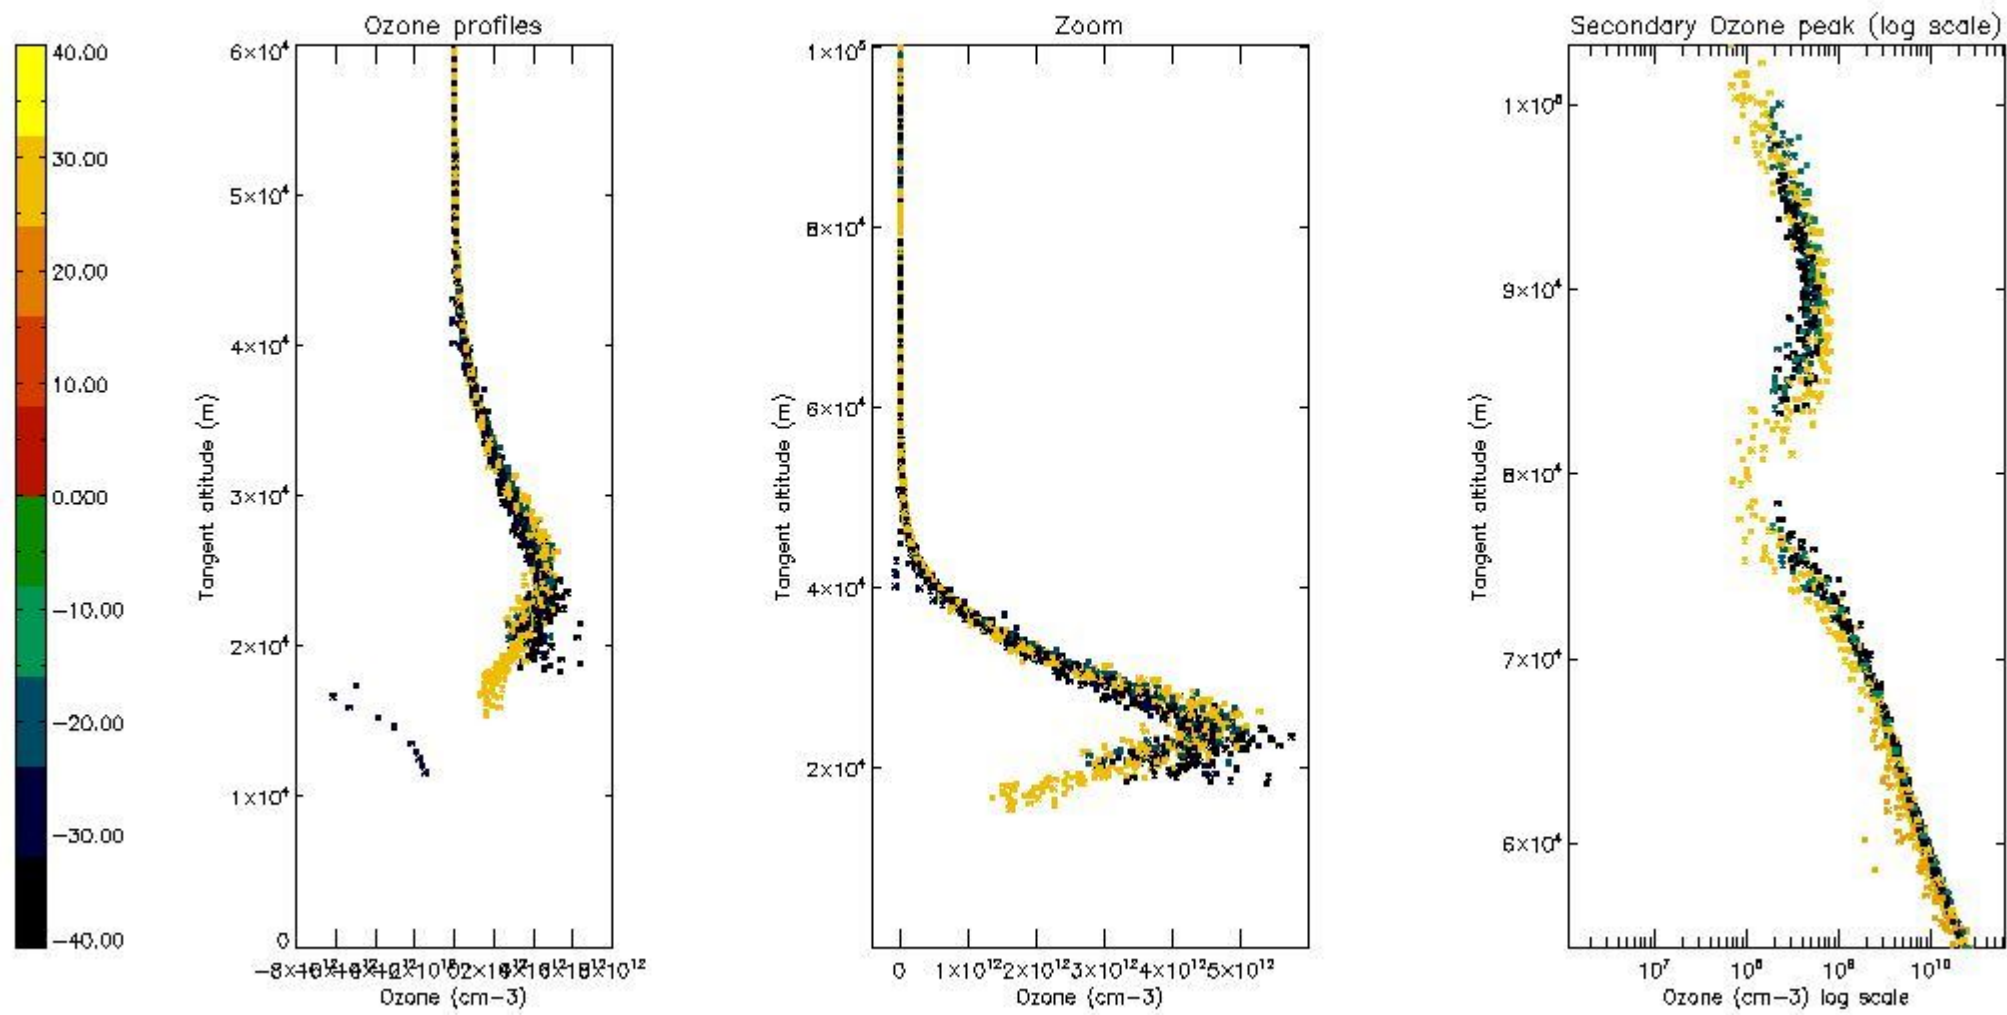 Ozone profiles
Zoom
Secondary Ozone peak (log scale)
40.00
30.00
20.00
10.00
−10.00
−20.00
−30.00
−40.00
6×10⁴
5×10⁴
4×10⁴
3×10⁴
2×10⁴
1×10⁴
0
Tangent altitude (m)
Ozone (cm−3)
1×10⁵
8×10⁴
6×10⁴
4×10⁴
2×10⁴
Tangent altitude (m)
0 1×10¹² 2×10¹² 3×10¹² 4×10¹² 5×10¹²
Ozone (cm−3)
1×10⁵
9×10⁴
8×10⁴
7×10⁴
6×10⁴
Tangent altitude (m)
10⁷ 10⁸ 10⁹ 10¹⁰
Ozone (cm−3) log scale